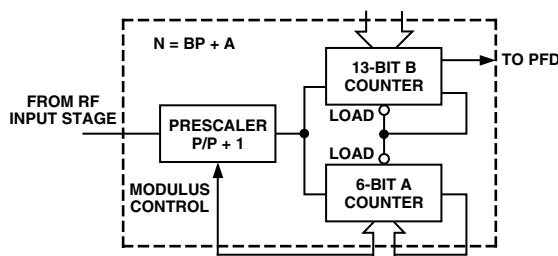 N = BP + A
13-BIT B
COUNTER
TO PFD
FROM RF
INPUT STAGE
PRESCALER
P/P + 1
LOAD
LOAD
MODULUS
CONTROL
6-BIT A
COUNTER